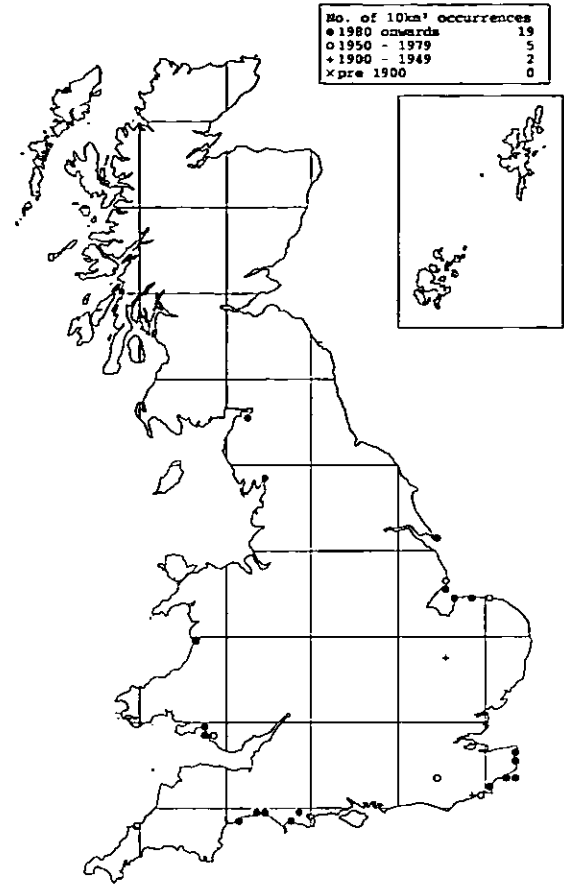 No. of 10km² occurrences
● 1980 onwards 19
○ 1950 - 1979 5
+ 1900 - 1949 2
× pre 1900 0